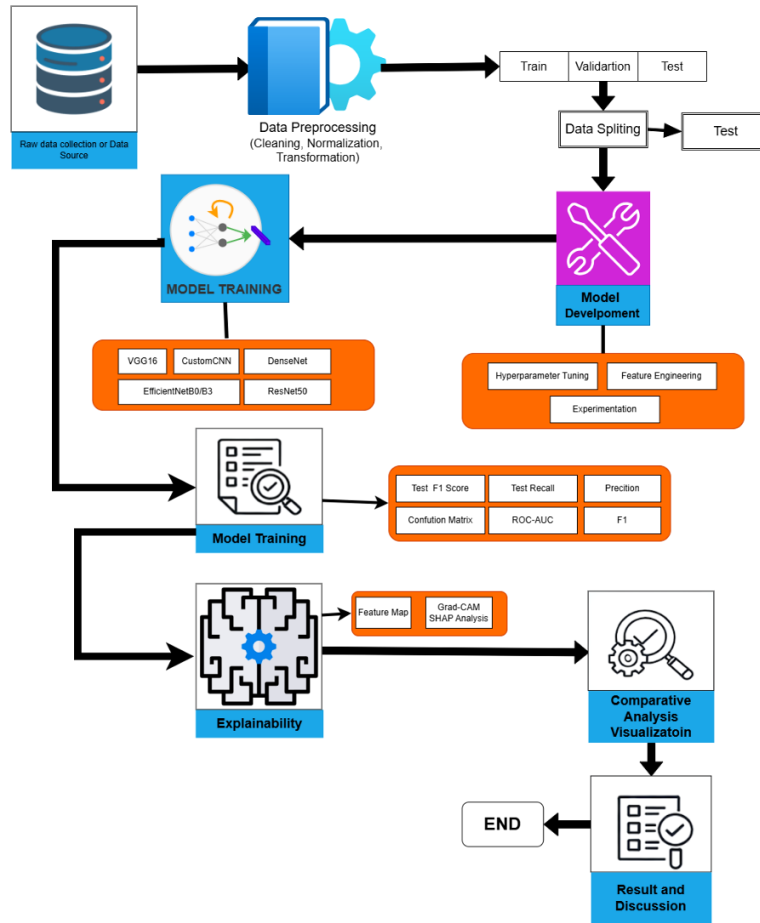 Raw data collection or Data
Source
Data Preprocessing
(Cleaning, Normalization,
Transformation)
Train
Validartion
Test
Data Spliting
Test
MODEL TRAINING
Model
Develpoment
VGG16
CustomCNN
DenseNet
EfficientNetB0/B3
ResNet50
Hyperparameter Tuning
Feature Engineering
Experimentation
Model Training
Test F1 Score
Test Recall
Precition
Confution Matrix
ROC-AUC
F1
Explainability
Feature Map
Grad-CAM
SHAP Analysis
Comparative
Analysis
Visualizatoin
END
Result and
Discussion